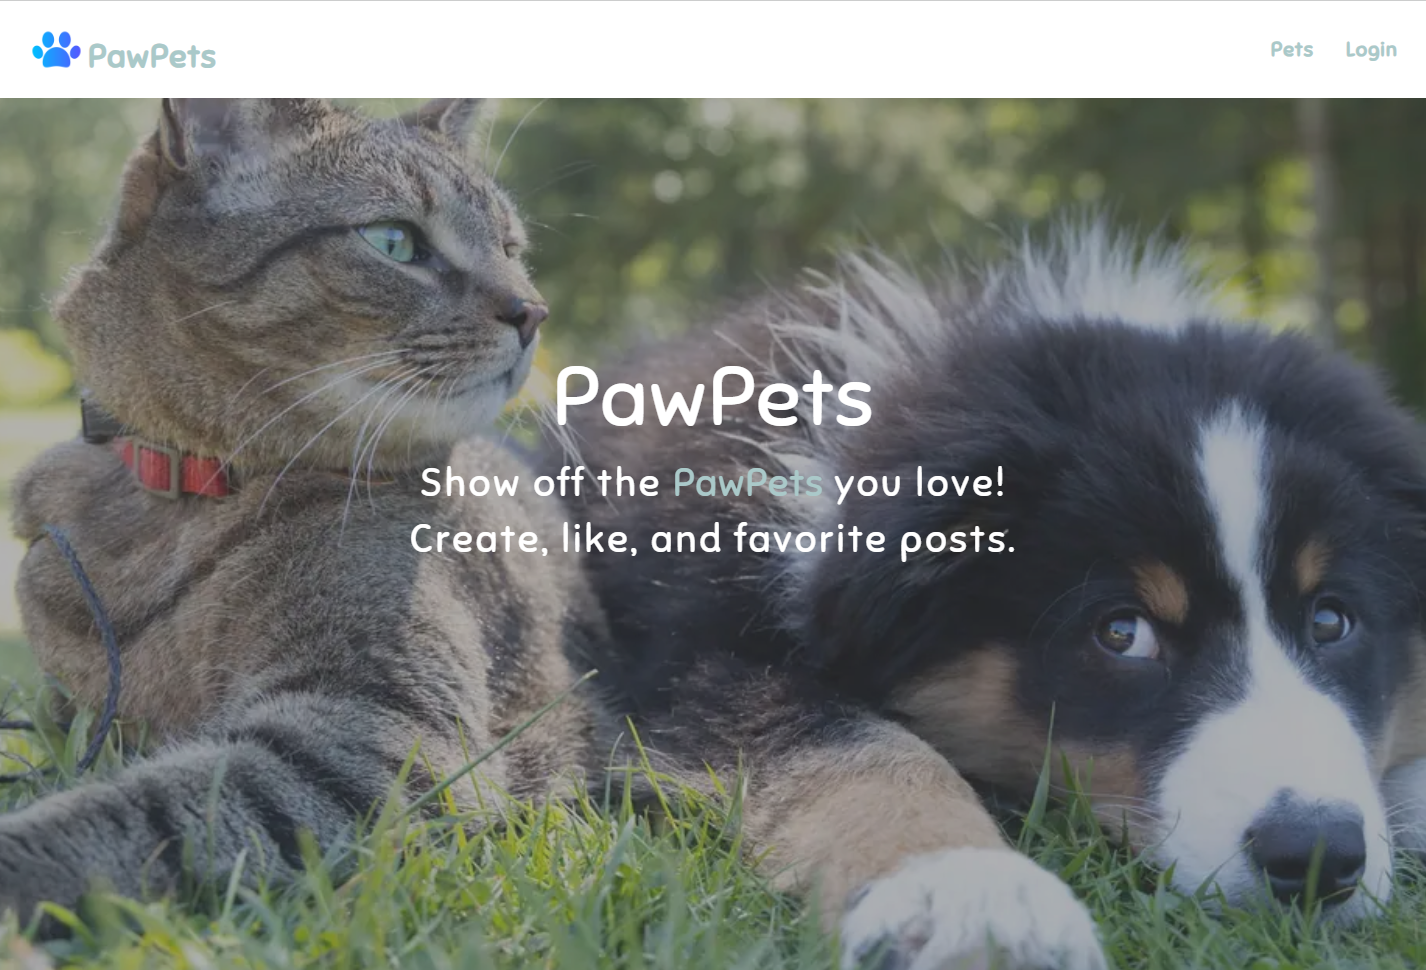 PawPets
Pets
Login
PawPets
Show off the PawPets you love!
Create, like, and favorite posts.